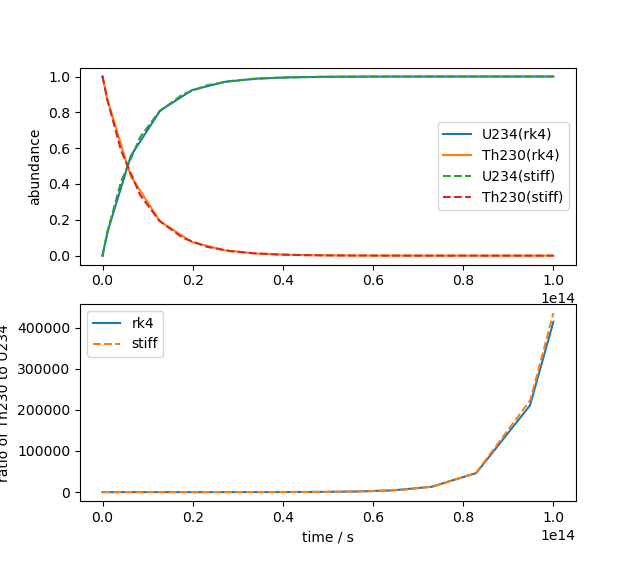 abundance
1.0
0.8
0.6
0.4
0.2
0.0
U234(rk4)
Th230(rk4)
U234(stiff)
Th230(stiff)
0.0 0.2 0.4 0.6 0.8 1.0
1e14
ratio of Th230 to U234
400000
300000
200000
100000
0
rk4
stiff
0.0 0.2 0.4 0.6 0.8 1.0
time / s
1e14